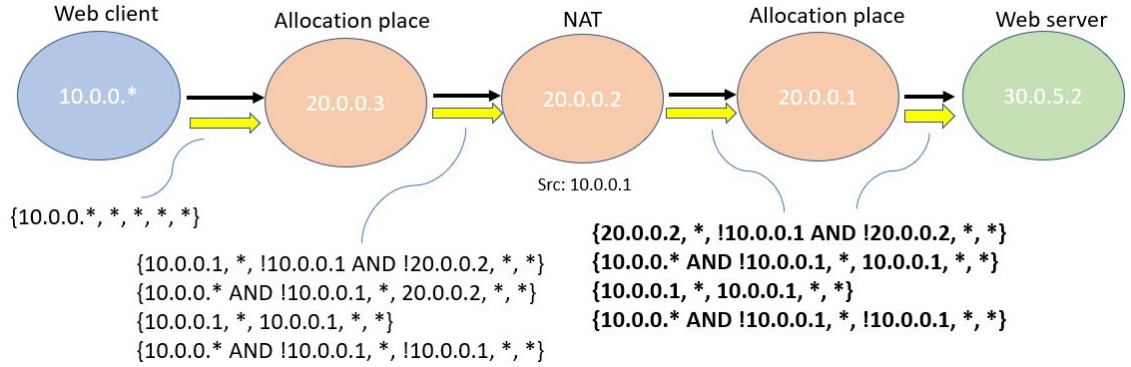 Web client
Allocation place
NAT
Allocation place
Web server
10.0.0.*
20.0.0.3
20.0.0.2
20.0.0.1
30.0.5.2
Src: 10.0.0.1
{10.0.0.*, *, *, *, *}
{10.0.0.1, *, !10.0.0.1 AND !20.0.0.2, *, *}
{10.0.0.* AND !10.0.0.1, *, 20.0.0.2, *, *}
{10.0.0.1, *, 10.0.0.1, *, *}
{10.0.0.* AND !10.0.0.1, *, !10.0.0.1, *, *}
{20.0.0.2, *, !10.0.0.1 AND !20.0.0.2, *, *}
{10.0.0.* AND !10.0.0.1, *, 10.0.0.1, *, *}
{10.0.0.1, *, 10.0.0.1, *, *}
{10.0.0.* AND !10.0.0.1, *, !10.0.0.1, *, *}